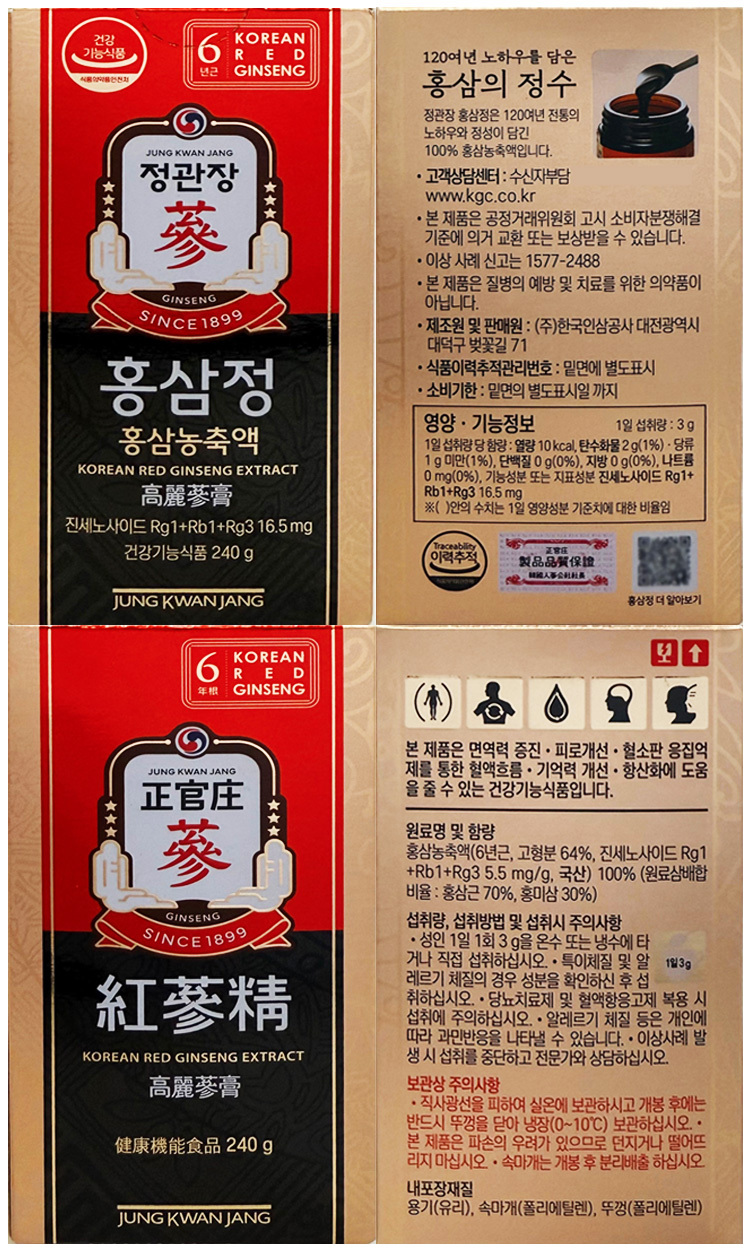 건강
기능식품
식품의약품안전처
6
년근
KOREAN
RED
GINSENG
JUNG KWAN JANG
정관장
蔘
GINSENG
SINCE 1899
홍삼정
홍삼농축액
KOREAN RED GINSENG EXTRACT
高麗蔘膏
진세노사이드 Rg1+Rb1+Rg3 16.5 mg
건강기능식품 240 g
JUNG KWAN JANG
120여년 노하우를 담은
홍삼의 정수
정관장 홍삼정은 120여년 전통의
노하우와 정성이 담긴
100% 홍삼농축액입니다.
• 고객상담센터 : 수신자부담
www.kgc.co.kr
• 본 제품은 공정거래위원회 고시 소비자분쟁해결
기준에 의거 교환 또는 보상받을 수 있습니다.
• 이상 사례 신고는 1577-2488
• 본 제품은 질병의 예방 및 치료를 위한 의약품이
아닙니다.
• 제조원 및 판매원 : (주)한국인삼공사 대전광역시
대덕구 벚꽃길 71
• 식품이력추적관리번호 : 밑면에 별도표시
• 소비기한 : 밑면의 별도표시일 까지
영양 · 기능정보 1일 섭취량 : 3 g
1일 섭취량 당 함량 : 열량 10 kcal, 탄수화물 2 g(1%) · 당류
1 g 미만(1%), 단백질 0 g(0%), 지방 0 g(0%), 나트륨
0 mg(0%), 기능성분 또는 지표성분 진세노사이드 Rg1+
Rb1+Rg3 16.5 mg
※( )안의 수치는 1일 영양성분 기준치에 대한 비율임
Traceability
이력추적
正官庄
製品品質保證
韓國人蔘公社社長
홍삼정 더 알아보기
6
年根
KOREAN
RED
GINSENG
JUNG KWAN JANG
正官庄
蔘
GINSENG
SINCE 1899
紅蔘精
KOREAN RED GINSENG EXTRACT
高麗蔘膏
健康機能食品 240 g
JUNG KWAN JANG
본 제품은 면역력 증진 • 피로개선 • 혈소판 응집억
제를 통한 혈액흐름 • 기억력 개선 • 항산화에 도움
을 줄 수 있는 건강기능식품입니다.
원료명 및 함량
홍삼농축액(6년근, 고형분 64%, 진세노사이드 Rg1
+Rb1+Rg3 5.5 mg/g, 국산) 100% (원료삼배합
비율 : 홍삼근 70%, 홍미삼 30%)
섭취량, 섭취방법 및 섭취시 주의사항
• 성인 1일 1회 3 g을 온수 또는 냉수에 타
거나 직접 섭취하십시오. • 특이체질 및 알
레르기 체질의 경우 성분을 확인하신 후 섭
취하십시오. • 당뇨치료제 및 혈액항응고제 복용 시
섭취에 주의하십시오. • 알레르기 체질 등은 개인에
따라 과민반응을 나타낼 수 있습니다. • 이상사례 발
생 시 섭취를 중단하고 전문가와 상담하십시오.
1일 3g
보관상 주의사항
• 직사광선을 피하여 실온에 보관하시고 개봉 후에는
반드시 뚜껑을 닫아 냉장(0~10℃) 보관하십시오. •
본 제품은 파손의 우려가 있으므로 던지거나 떨어뜨
리지 마십시오. • 속마개는 개봉 후 분리배출 하십시오
내포장재질
용기(유리), 속마개(폴리에틸렌), 뚜껑(폴리에틸렌)